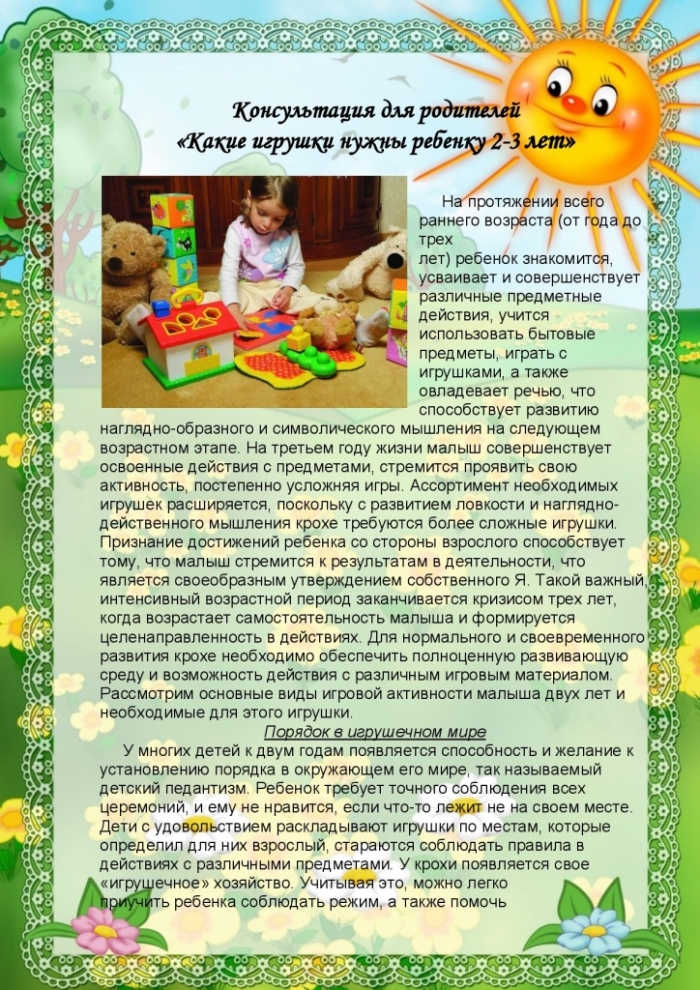 Консультация для родителей
«Какие игрушки нужны ребенку 2-3 лет»
На протяжении всего
раннего возраста (от года до
трех
лет) ребенок знакомится,
усваивает и совершенствует
различные предметные
действия, учится
использовать бытовые
предметы, играть с
игрушками, а также
овладевает речью, что
способствует развитию
наглядно-образного и символического мышления на следующем
возрастном этапе. На третьем году жизни малыш совершенствует
освоенные действия с предметами, стремится проявить свою
активность, постепенно усложняя игры. Ассортимент необходимых
игрушек расширяется, поскольку с развитием ловкости и наглядно-
действенного мышления крохе требуются более сложные игрушки.
Признание достижений ребенка со стороны взрослого способствует
тому, что малыш стремится к результатам в деятельности, что
является своеобразным утверждением собственного Я. Такой важный,
интенсивный возрастной период заканчивается кризисом трех лет,
когда возрастает самостоятельность малыша и формируется
целенаправленность в действиях. Для нормального и своевременного
развития крохе необходимо обеспечить полноценную развивающую
среду и возможность действия с различным игровым материалом.
Рассмотрим основные виды игровой активности малыша двух лет и
необходимые для этого игрушки.
Порядок в игрушечном мире
У многих детей к двум годам появляется способность и желание к
установлению порядка в окружающем его мире, так называемый
детский педантизм. Ребенок требует точного соблюдения всех
церемоний, и ему не нравится, если что-то лежит не на своем месте.
Дети с удовольствием раскладывают игрушки по местам, которые
определил для них взрослый, стараются соблюдать правила в
действиях с различными предметами. У крохи появляется свое
«игрушечное» хозяйство. Учитывая это, можно легко
приучить ребенка соблюдать режим, а также помочь